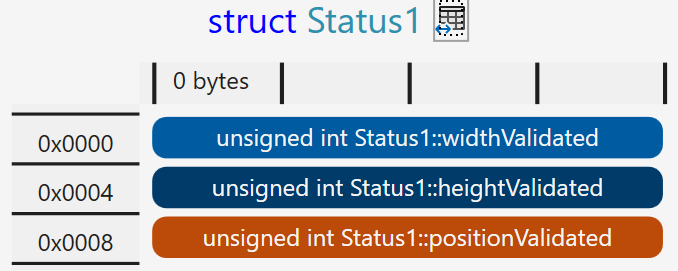 struct Status1
0 bytes
0x0000 unsigned int Status1::widthValidated
0x0004 unsigned int Status1::heightValidated
0x0008 unsigned int Status1::positionValidated